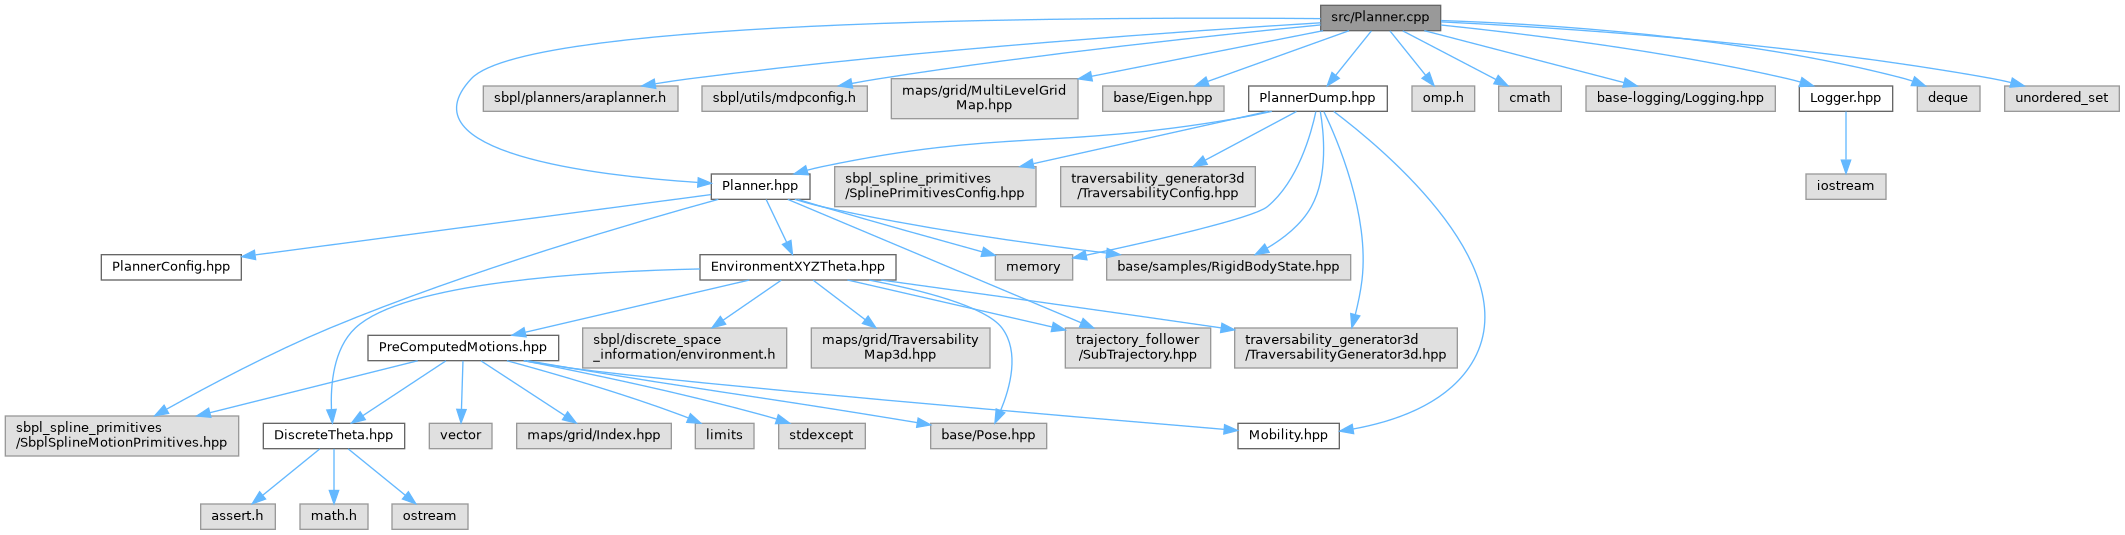 src/Planner.cpp
sbpl/planners/araplanner.h
sbpl/utils/mdpconfig.h
maps/grid/MultiLevelGrid
Map.hpp
base/Eigen.hpp
PlannerDump.hpp
omp.h
cmath
base-logging/Logging.hpp
Logger.hpp
deque
unordered_set
Planner.hpp
sbpl_spline_primitives
/SplinePrimitivesConfig.hpp
traversability_generator3d
/TraversabilityConfig.hpp
iostream
PlannerConfig.hpp
EnvironmentXYZTheta.hpp
memory
base/samples/RigidBodyState.hpp
PreComputedMotions.hpp
sbpl/discrete_space
_information/environment.h
maps/grid/Traversability
Map3d.hpp
trajectory_follower
/SubTrajectory.hpp
traversability_generator3d
/TraversabilityGenerator3d.hpp
sbpl_spline_primitives
/SbplSplineMotionPrimitives.hpp
DiscreteTheta.hpp
vector
maps/grid/Index.hpp
limits
stdexcept
base/Pose.hpp
Mobility.hpp
assert.h
math.h
ostream